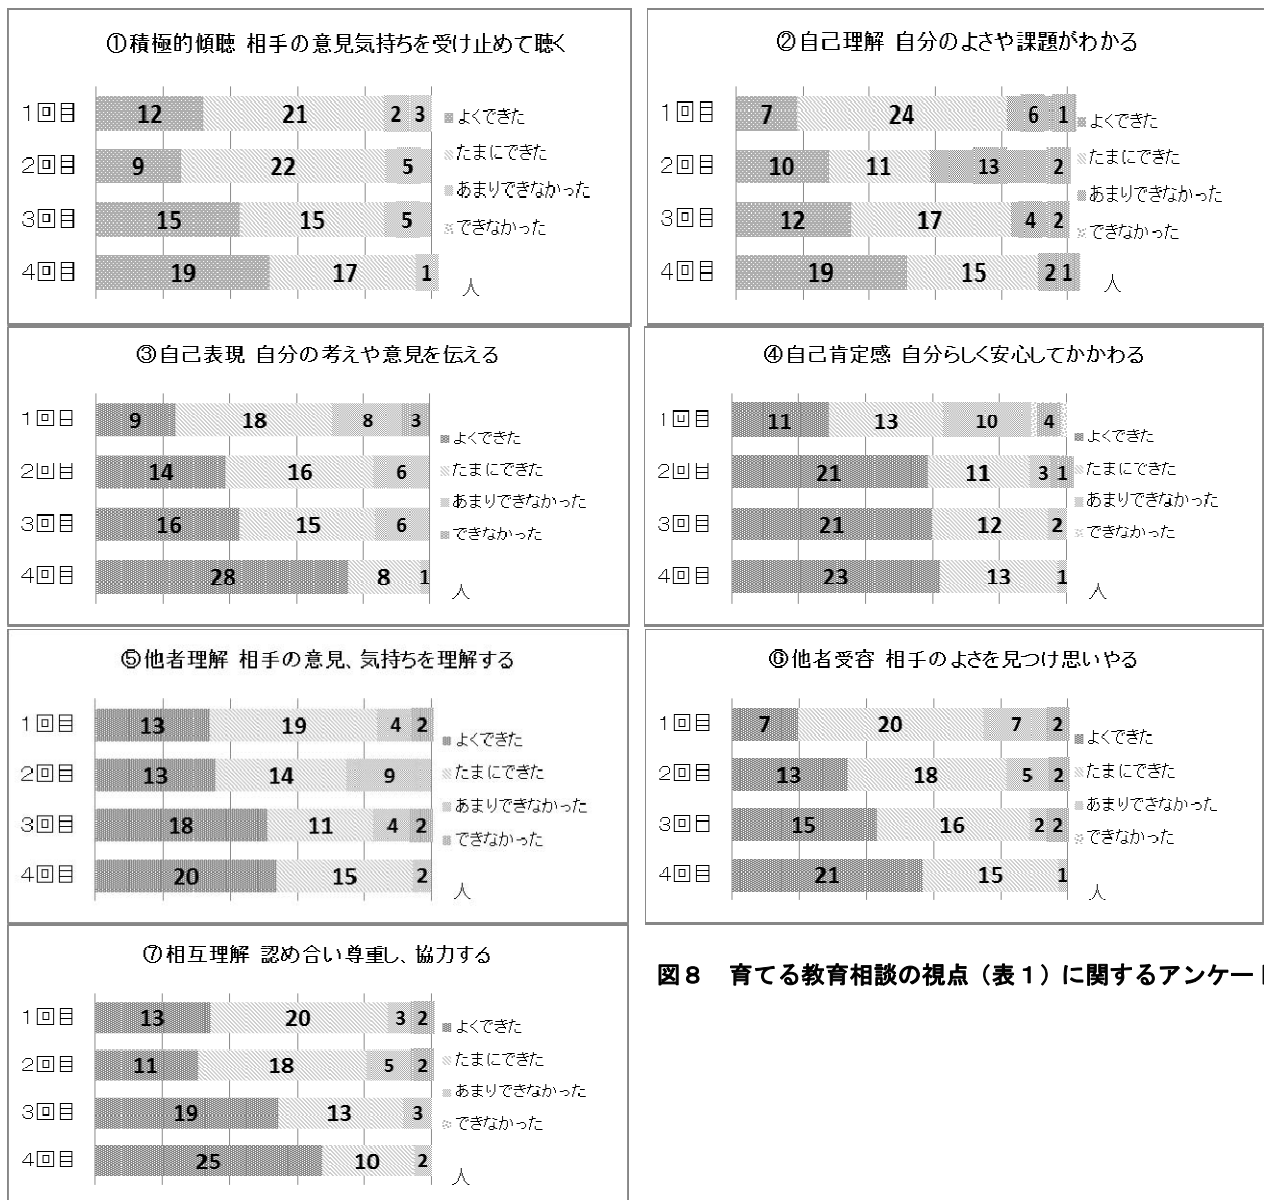 ①積極的傾聴 相手の意見気持ちを受け止めて聴く
1回目 12 21 2 3
2回目 9 22 5
3回目 15 15 5
4回目 19 17 1
よくできた
たまにできた
あまりできなかった
できなかった
人
②自己理解 自分のよさや課題がわかる
1回目 7 24 6 1
2回目 10 11 13 2
3回目 12 17 4 2
4回目 19 15 2 1
よくできた
たまにできた
あまりできなかった
できなかった
人
③自己表現 自分の考えや意見を伝える
1回目 9 18 8 3
2回目 14 16 6
3回目 16 15 6
4回目 28 8 1
よくできた
たまにできた
あまりできなかった
できなかった
人
④自己肯定感 自分らしく安心してかかわる
1回目 11 13 10 4
2回目 21 11 3 1
3回目 21 12 2
4回目 23 13 1
よくできた
たまにできた
あまりできなかった
できなかった
人
⑤他者理解 相手の意見、気持ちを理解する
1回目 13 19 4 2
2回目 13 14 9
3回目 18 11 4 2
4回目 20 15 2
よくできた
たまにできた
あまりできなかった
できなかった
人
⑥他者受容 相手のよさを見つけ思いやる
1回目 7 20 7 2
2回目 13 18 5 2
3回目 15 16 2 2
4回目 21 15 1
よくできた
たまにできた
あまりできなかった
できなかった
人
⑦相互理解 認め合い尊重し、協力する
1回目 13 20 3 2
2回目 11 18 5 2
3回目 19 13 3
4回目 25 10 2
よくできた
たまにできた
あまりできなかった
できなかった
人
図8 育てる教育相談の視点（表1）に関するアンケー